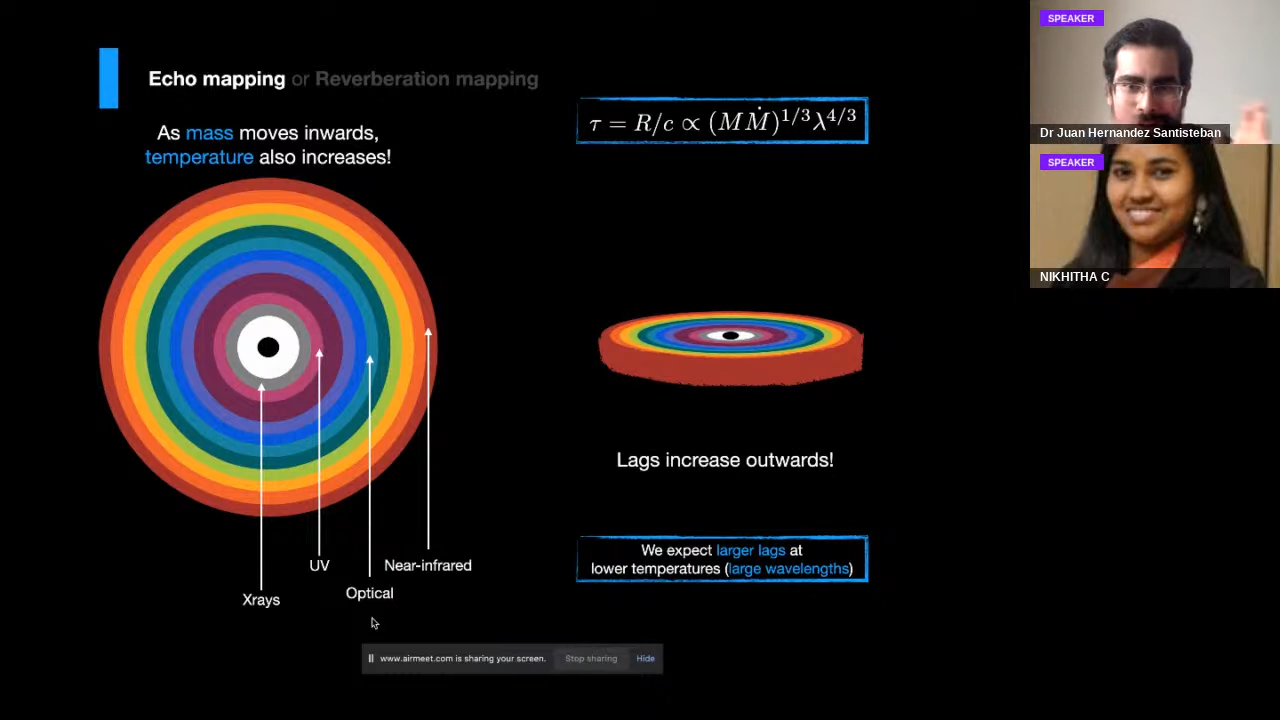 Echo mapping or Reverberation mapping
As mass moves inwards,
temperature also increases!
τ = R/c ∝ (MṀ)^{1/3}λ^{4/3}
Lags increase outwards!
We expect larger lags at
lower temperatures (large wavelengths)
UV
Near-infrared
Optical
Xrays
www.airmeet.com is sharing your screen. Stop sharing Hide
SPEAKER
Dr Juan Hernandez Santisteban
SPEAKER
NIKHITHA C